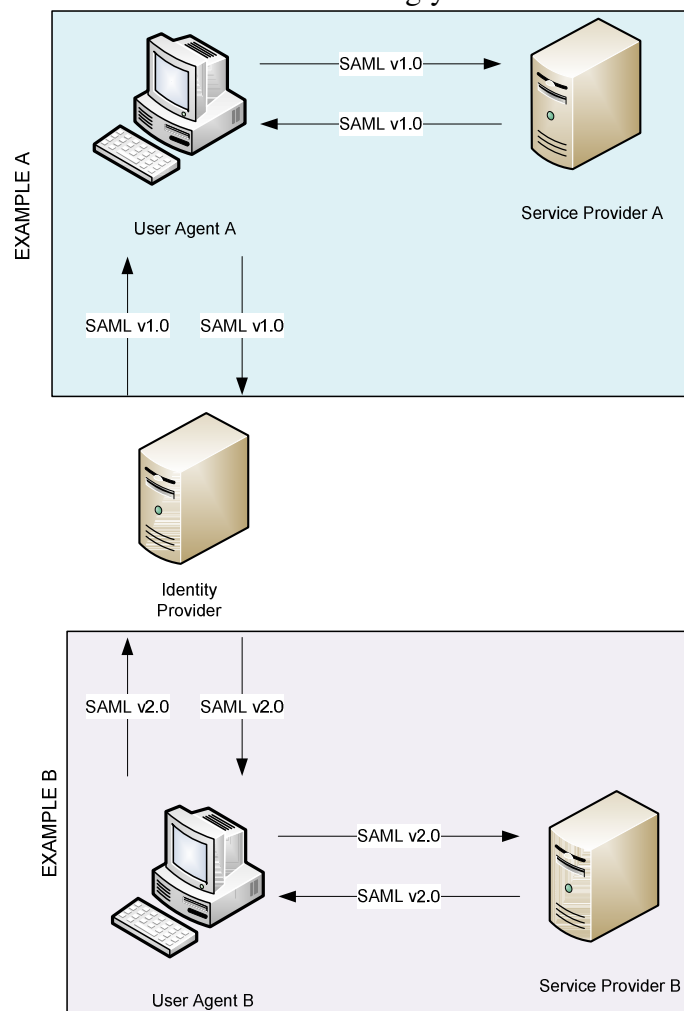 EXAMPLE A
SAML v1.0
SAML v1.0
User Agent A
Service Provider A
SAML v1.0
SAML v1.0
Identity
Provider
EXAMPLE B
SAML v2.0
SAML v2.0
SAML v2.0
SAML v2.0
User Agent B
Service Provider B